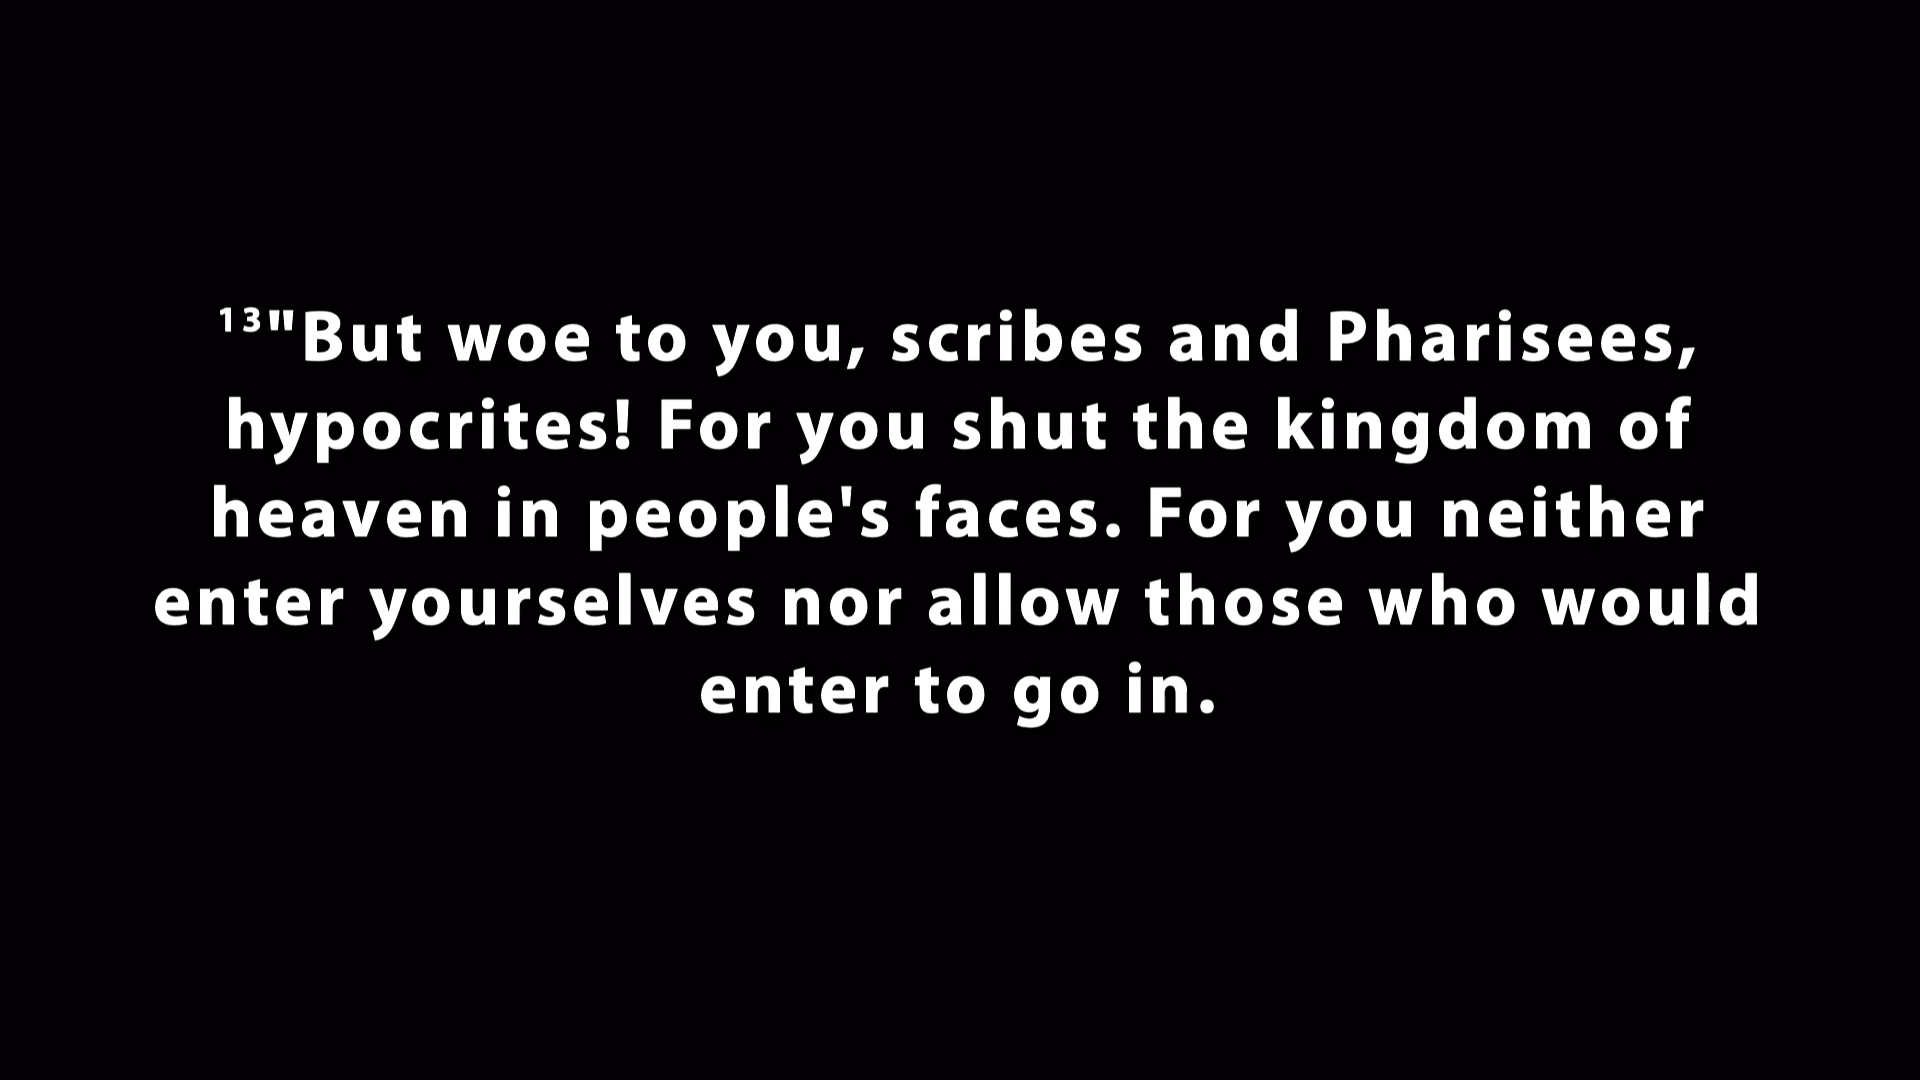 13"But woe to you, scribes and Pharisees,
hypocrites! For you shut the kingdom of
heaven in people's faces. For you neither
enter yourselves nor allow those who would
enter to go in.